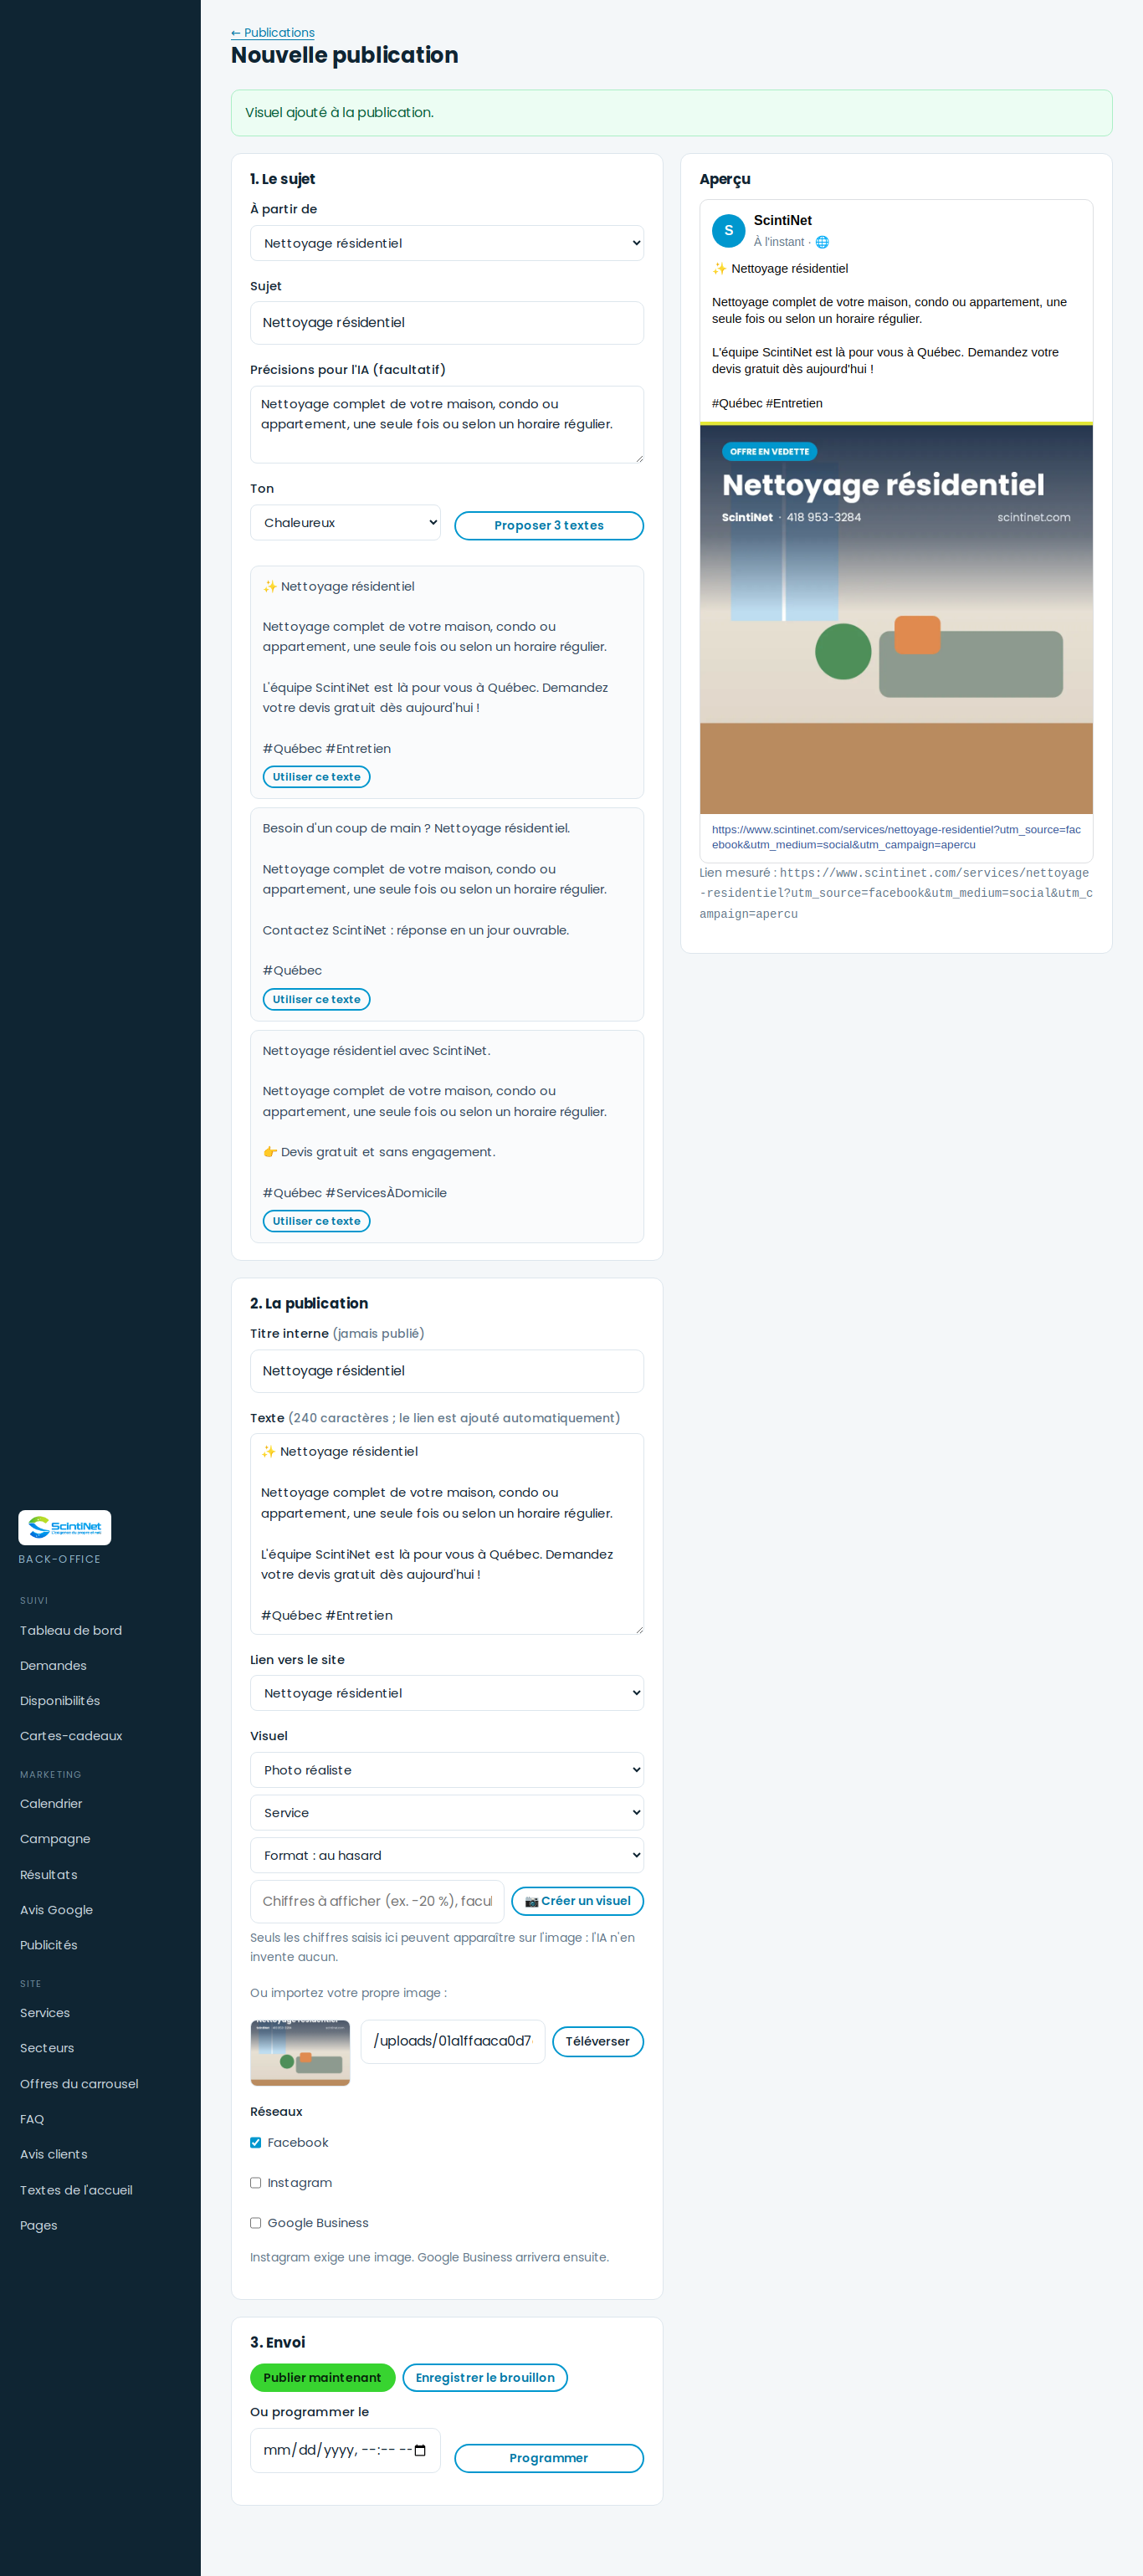 ← Publications
Nouvelle publication
Visuel ajouté à la publication.
1. Le sujet
À partir de
Nettoyage résidentiel
Sujet
Nettoyage résidentiel
Précisions pour l'IA (facultatif)
Nettoyage complet de votre maison, condo ou
appartement, une seule fois ou selon un horaire régulier.
Ton
Chaleureux
Proposer 3 textes
✨ Nettoyage résidentiel
Nettoyage complet de votre maison, condo ou
appartement, une seule fois ou selon un horaire régulier.
L'équipe ScintiNet est là pour vous à Québec. Demandez
votre devis gratuit dès aujourd'hui !
#Québec #Entretien
Utiliser ce texte
Besoin d'un coup de main ? Nettoyage résidentiel.
Nettoyage complet de votre maison, condo ou
appartement, une seule fois ou selon un horaire régulier.
Contactez ScintiNet : réponse en un jour ouvrable.
#Québec
Utiliser ce texte
Nettoyage résidentiel avec ScintiNet.
Nettoyage complet de votre maison, condo ou
appartement, une seule fois ou selon un horaire régulier.
👉 Devis gratuit et sans engagement.
#Québec #ServicesÀDomicile
Utiliser ce texte
Aperçu
S
ScintiNet
À l'instant · 🌐
✨ Nettoyage résidentiel
Nettoyage complet de votre maison, condo ou appartement, une
seule fois ou selon un horaire régulier.
L'équipe ScintiNet est là pour vous à Québec. Demandez votre
devis gratuit dès aujourd'hui !
#Québec #Entretien
OFFRE EN VEDETTE
Nettoyage résidentiel
ScintiNet · 418 953-3284
scintinet.com
https://www.scintinet.com/services/nettoyage-residentiel?utm_source=fac
ebook&utm_medium=social&utm_campaign=apercu
Lien mesuré : https://www.scintinet.com/services/nettoyage
-residentiel?utm_source=facebook&utm_medium=social&utm_c
ampaign=apercu
2. La publication
Titre interne (jamais publié)
Nettoyage résidentiel
Texte (240 caractères ; le lien est ajouté automatiquement)
✨ Nettoyage résidentiel
Nettoyage complet de votre maison, condo ou
appartement, une seule fois ou selon un horaire régulier.
L'équipe ScintiNet est là pour vous à Québec. Demandez
votre devis gratuit dès aujourd'hui !
#Québec #Entretien
Lien vers le site
Nettoyage résidentiel
Visuel
Photo réaliste
Service
Format : au hasard
Chiffres à afficher (ex. -20 %), facul
📷 Créer un visuel
Seuls les chiffres saisis ici peuvent apparaître sur l'image : l'IA n'en
invente aucun.
Ou importez votre propre image :
/uploads/01a1ffaaca0d7
Téléverser
Réseaux
Facebook
Instagram
Google Business
Instagram exige une image. Google Business arrivera ensuite.
3. Envoi
Publier maintenant
Enregistrer le brouillon
Ou programmer le
mm/dd/yyyy, --:-- --
Programmer
ScintiNet
BACK-OFFICE
SUIVI
Tableau de bord
Demandes
Disponibilités
Cartes-cadeaux
MARKETING
Calendrier
Campagne
Résultats
Avis Google
Publicités
SITE
Services
Secteurs
Offres du carrousel
FAQ
Avis clients
Textes de l'accueil
Pages